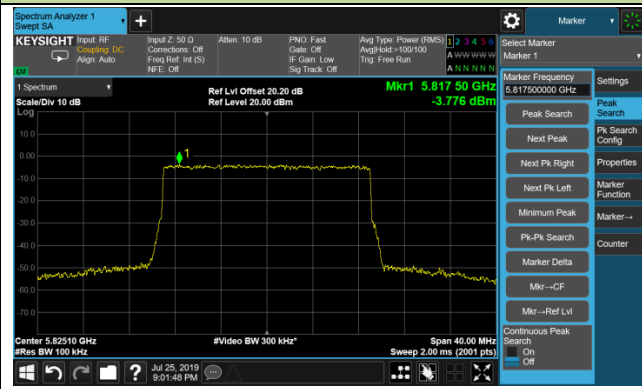 Spectrum Analyzer 1
Swept SA
Marker
KEYSIGHT
Input: RF
Coupling: DC
Align: Auto
Input Z: 50 Ω
Corrections: Off
Freq Ref: Int (S)
NFE: Off
Atten: 10 dB
PNO: Fast
Gate: Off
IF Gain: Low
Sig Track: Off
Avg Type: Power (RMS)
Avg|Hold:>100/100
Trig: Free Run
1 2 3 4 5 6
A W W W W W
A N N N N N
LW
Select Marker
Marker 1
1 Spectrum
Scale/Div 10 dB
Log
Ref Lvl Offset 20.20 dB
Ref Level 20.00 dBm
Mkr1 5.817 50 GHz
-3.776 dBm
10.0
0.00
-10.0
-20.0
-30.0
-40.0
-50.0
-60.0
-70.0
1
Center 5.82510 GHz
#Res BW 100 kHz
#Video BW 300 kHz*
Span 40.00 MHz
Sweep 2.00 ms (2001 pts)
Marker Frequency
5.817500000 GHz
Peak Search
Next Peak
Next Pk Right
Next Pk Left
Minimum Peak
Pk-Pk Search
Marker Delta
Mkr→CF
Mkr→Ref Lvl
Continuous Peak
Search
On
Off
Settings
Peak
Search
Pk Search
Config
Properties
Marker
Function
Marker→
Counter
Jul 25, 2019
9:01:48 PM